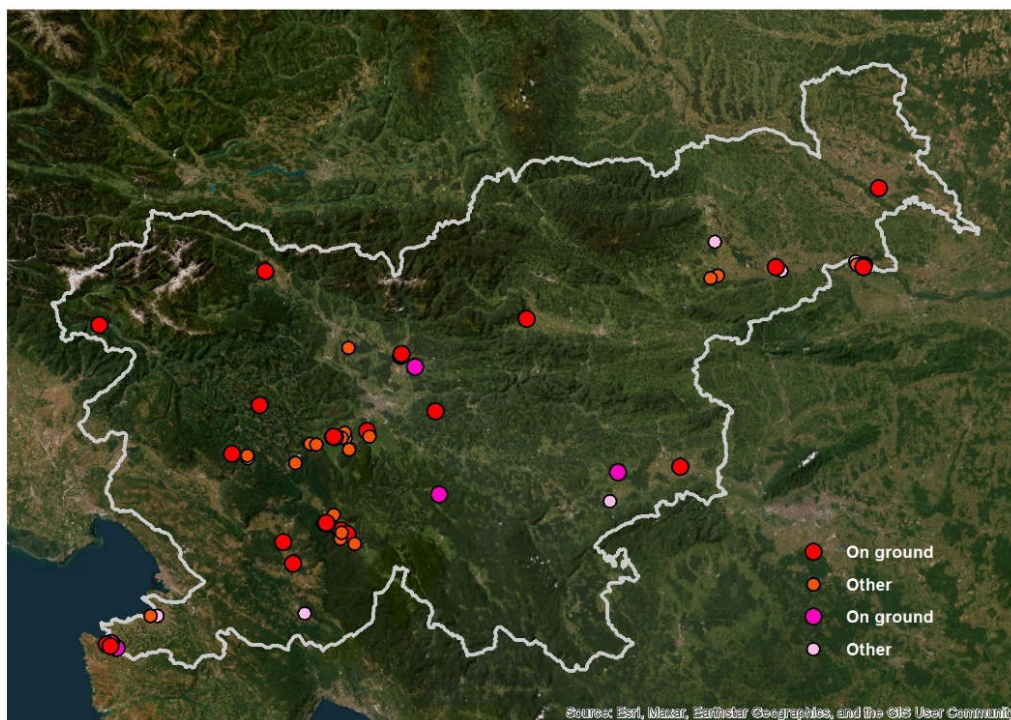 On ground
Other
On ground
Other
Source: Esri, Maxar, Earthstar Geographics, and the GIS User Communit